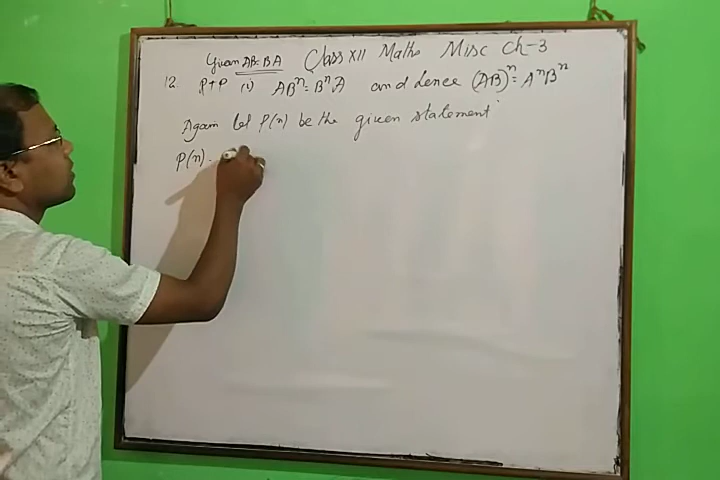 Given AB=BA Class XII Maths Misc Ch-3
12. P+P (i) ABⁿ = BⁿA and hence (AB)ⁿ = AⁿBⁿ
Again let P(n) be the given statement
P(n).